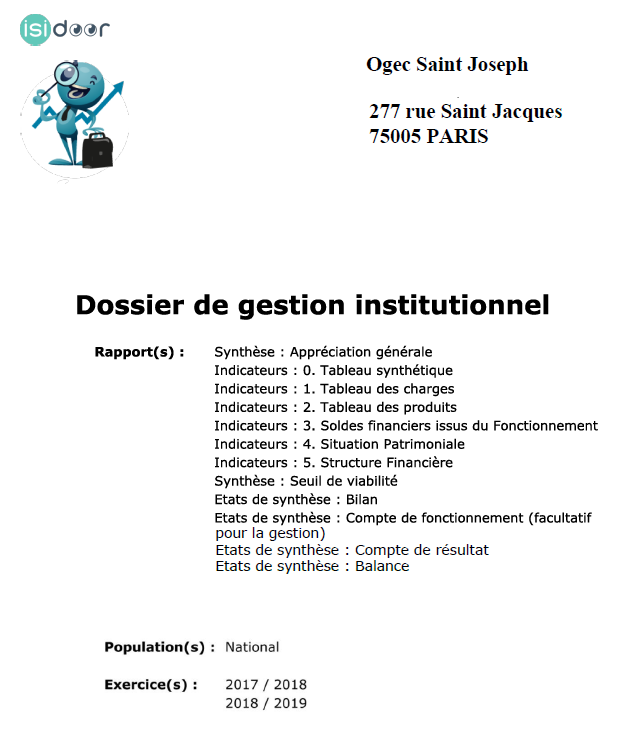 isidoor
Ogec Saint Joseph
277 rue Saint Jacques
75005 PARIS
Dossier de gestion institutionnel
Rapport(s) : Synthèse : Appréciation générale
Indicateurs : 0. Tableau synthétique
Indicateurs : 1. Tableau des charges
Indicateurs : 2. Tableau des produits
Indicateurs : 3. Soldes financiers issus du Fonctionnement
Indicateurs : 4. Situation Patrimoniale
Indicateurs : 5. Structure Financière
Synthèse : Seuil de viabilité
Etats de synthèse : Bilan
Etats de synthèse : Compte de fonctionnement (facultatif
pour la gestion)
Etats de synthèse : Compte de résultat
Etats de synthèse : Balance
Population(s) : National
Exercice(s) : 2017 / 2018
2018 / 2019